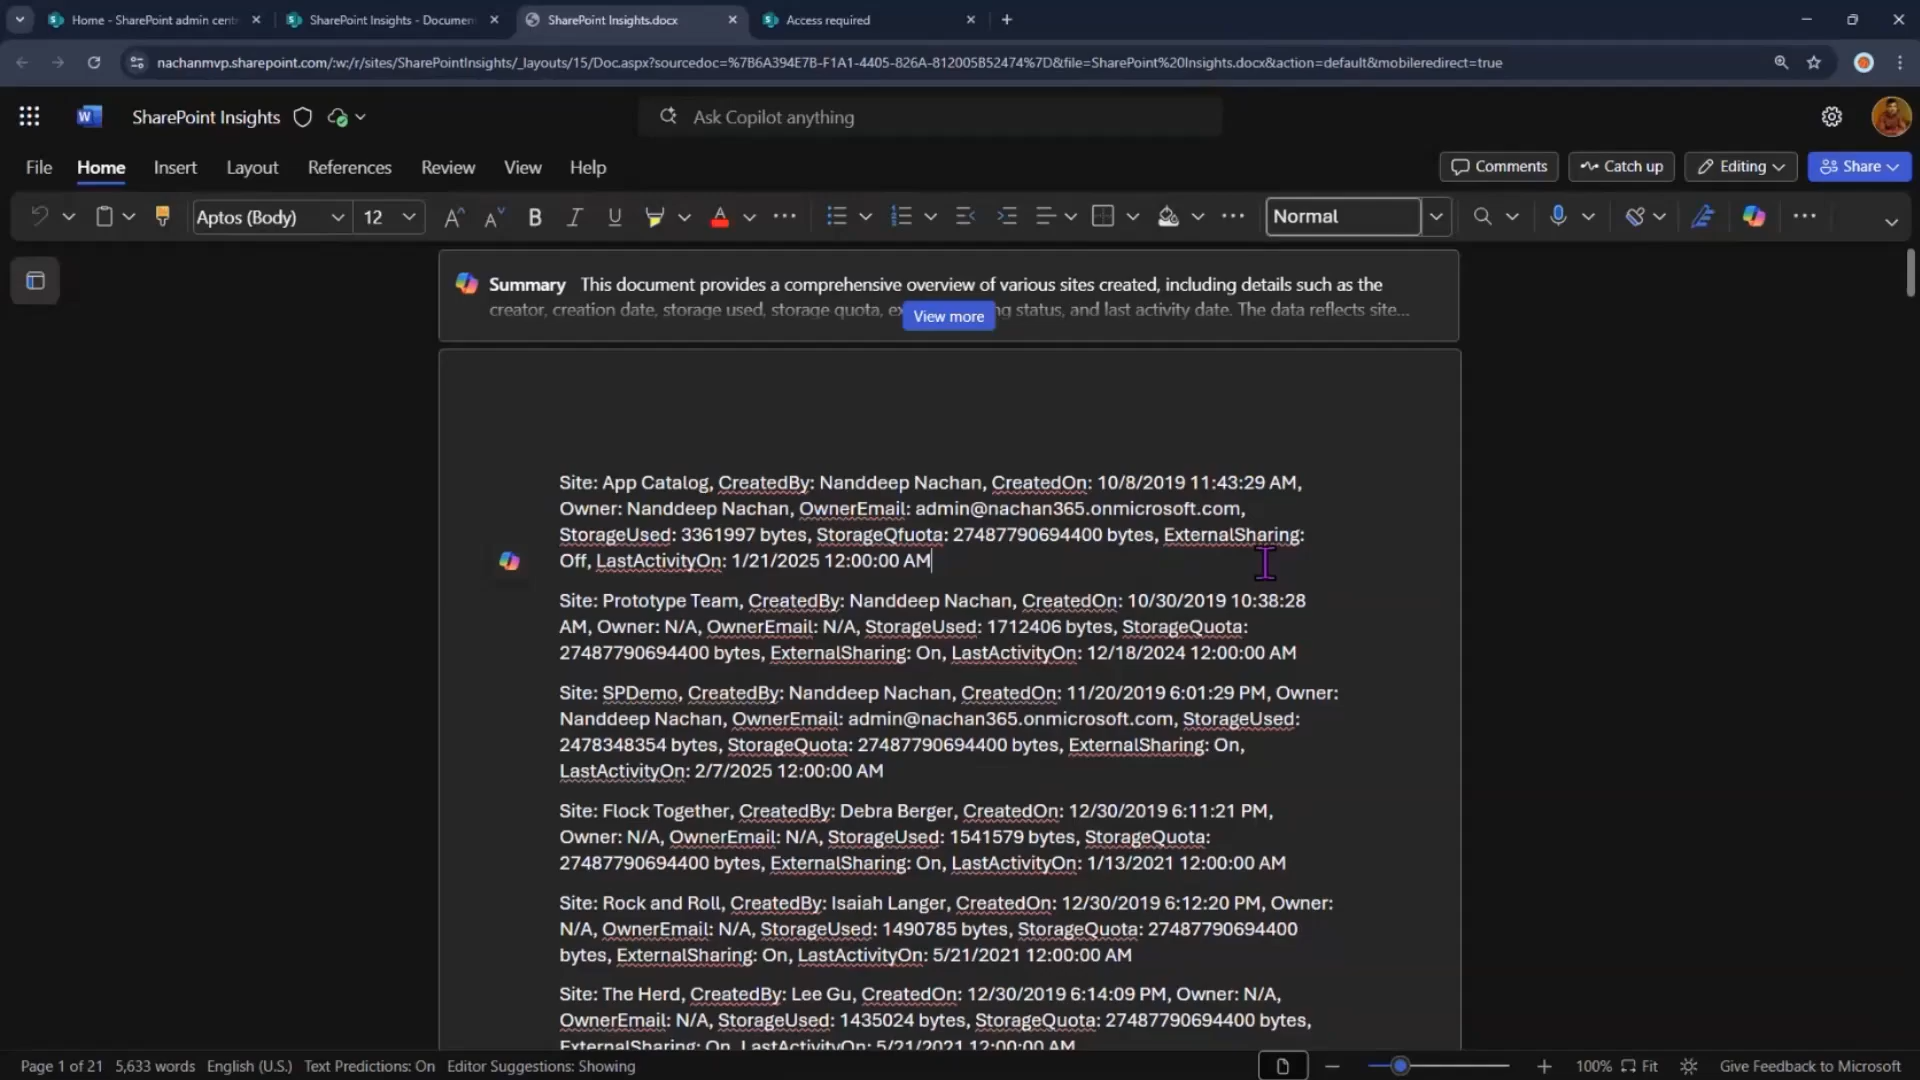 Home - SharePoint admin cent
SharePoint Insights - Documen
SharePoint Insights.docx
Access required
nachanmvp.sharepoint.com/:w:/r/sites/SharePointInsights/_layouts/15/Doc.aspx?sourcedoc=%7B6A394E7B-F1A1-4405-826A-812005B52474%7D&file=SharePoint%20Insights.docx&action=default&mobileredirect=true
SharePoint Insights
Ask Copilot anything
File Home Insert Layout References Review View Help
Comments Catch up Editing Share
Aptos (Body) 12 Normal
Summary This document provides a comprehensive overview of various sites created, including details such as the
creator, creation date, storage used, storage quota, ex ng status, and last activity date. The data reflects site...
View more
Site: App Catalog, CreatedBy: Nanddeep Nachan, CreatedOn: 10/8/2019 11:43:29 AM,
Owner: Nanddeep Nachan, OwnerEmail: admin@nachan365.onmicrosoft.com,
StorageUsed: 3361997 bytes, StorageQfuota: 27487790694400 bytes, ExternalSharing:
Off, LastActivityOn: 1/21/2025 12:00:00 AM
Site: Prototype Team, CreatedBy: Nanddeep Nachan, CreatedOn: 10/30/2019 10:38:28
AM, Owner: N/A, OwnerEmail: N/A, StorageUsed: 1712406 bytes, StorageQuota:
27487790694400 bytes, ExternalSharing: On, LastActivityOn: 12/18/2024 12:00:00 AM
Site: SPDemo, CreatedBy: Nanddeep Nachan, CreatedOn: 11/20/2019 6:01:29 PM, Owner:
Nanddeep Nachan, OwnerEmail: admin@nachan365.onmicrosoft.com, StorageUsed:
2478348354 bytes, StorageQuota: 27487790694400 bytes, ExternalSharing: On,
LastActivityOn: 2/7/2025 12:00:00 AM
Site: Flock Together, CreatedBy: Debra Berger, CreatedOn: 12/30/2019 6:11:21 PM,
Owner: N/A, OwnerEmail: N/A, StorageUsed: 1541579 bytes, StorageQuota:
27487790694400 bytes, ExternalSharing: On, LastActivityOn: 1/13/2021 12:00:00 AM
Site: Rock and Roll, CreatedBy: Isaiah Langer, CreatedOn: 12/30/2019 6:12:20 PM, Owner:
N/A, OwnerEmail: N/A, StorageUsed: 1490785 bytes, StorageQuota: 27487790694400
bytes, ExternalSharing: On, LastActivityOn: 5/21/2021 12:00:00 AM
Site: The Herd, CreatedBy: Lee Gu, CreatedOn: 12/30/2019 6:14:09 PM, Owner: N/A,
OwnerEmail: N/A, StorageUsed: 1435024 bytes, StorageQuota: 27487790694400 bytes,
ExternalSharing: On, LastActivityOn: 5/21/2021 12:00:00 AM
Page 1 of 21 5,633 words English (U.S.) Text Predictions: On Editor Suggestions: Showing 100% Fit Give Feedback to Microsoft